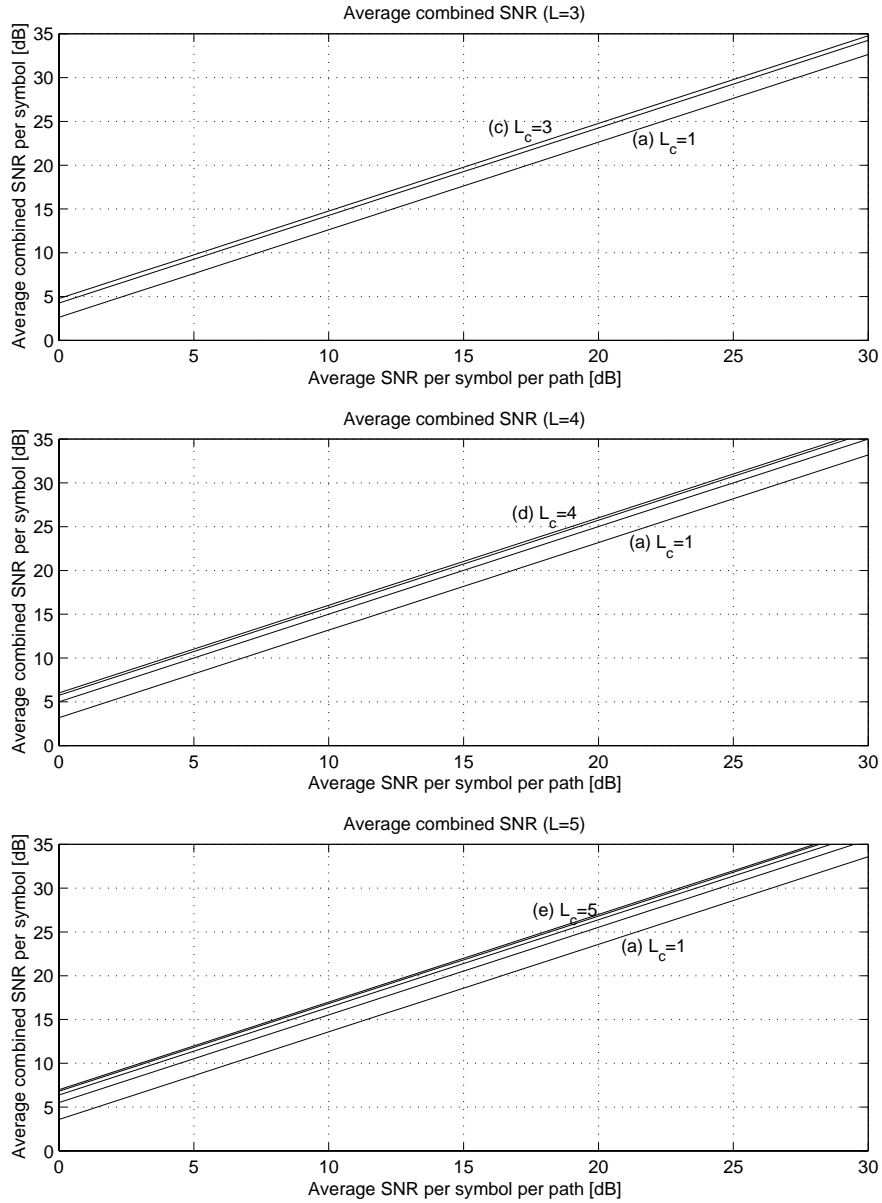 Average combined SNR (L=3)
Average combined SNR per symbol [dB]
35
30
25
20
15
10
5
0
(c) L_c=3
(a) L_c=1
0 5 10 15 20 25 30
Average SNR per symbol per path [dB]
Average combined SNR (L=4)
Average combined SNR per symbol [dB]
35
30
25
20
15
10
5
0
(d) L_c=4
(a) L_c=1
0 5 10 15 20 25 30
Average SNR per symbol per path [dB]
Average combined SNR (L=5)
Average combined SNR per symbol [dB]
35
30
25
20
15
10
5
0
(e) L_c=5
(a) L_c=1
0 5 10 15 20 25 30
Average SNR per symbol per path [dB]